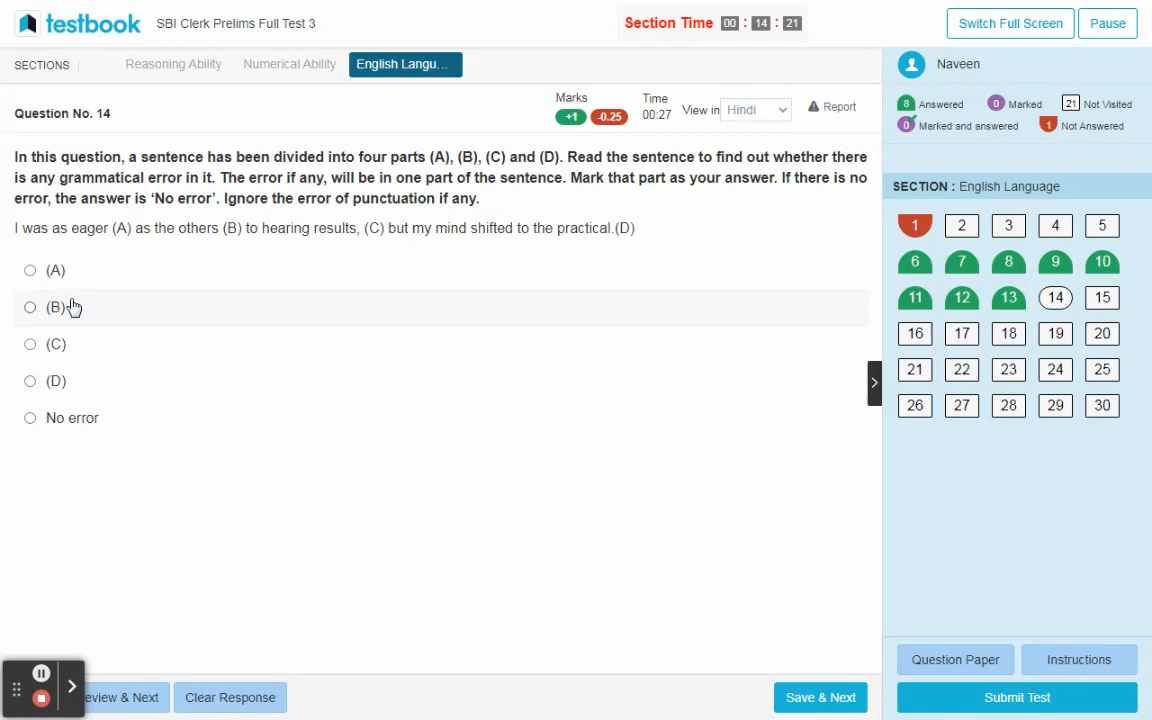 testbook SBI Clerk Prelims Full Test 3 Section Time 00 : 14 : 21 Switch Full Screen Pause
SECTIONS Reasoning Ability Numerical Ability English Langu... Naveen
Question No. 14 Marks +1 -0.25 Time 00:27 View in Hindi Report
8 Answered 0 Marked 21 Not Visited
0 Marked and answered 1 Not Answered
In this question, a sentence has been divided into four parts (A), (B), (C) and (D). Read the sentence to find out whether there
is any grammatical error in it. The error if any, will be in one part of the sentence. Mark that part as your answer. If there is no
error, the answer is ‘No error’. Ignore the error of punctuation if any.
I was as eager (A) as the others (B) to hearing results, (C) but my mind shifted to the practical.(D)
(A)
(B)
(C)
(D)
No error
SECTION : English Language
1 2 3 4 5
6 7 8 9 10
11 12 13 14 15
16 17 18 19 20
21 22 23 24 25
26 27 28 29 30
Question Paper Instructions
eview & Next Clear Response Save & Next Submit Test